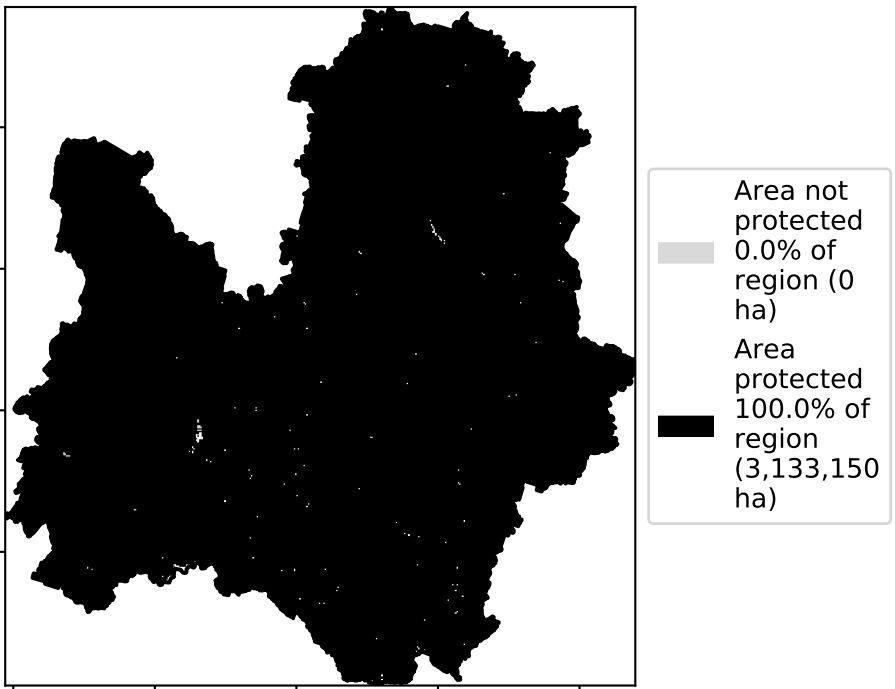 Area not
protected
0.0% of
region (0
ha)
Area
protected
100.0% of
region
(3,133,150
ha)